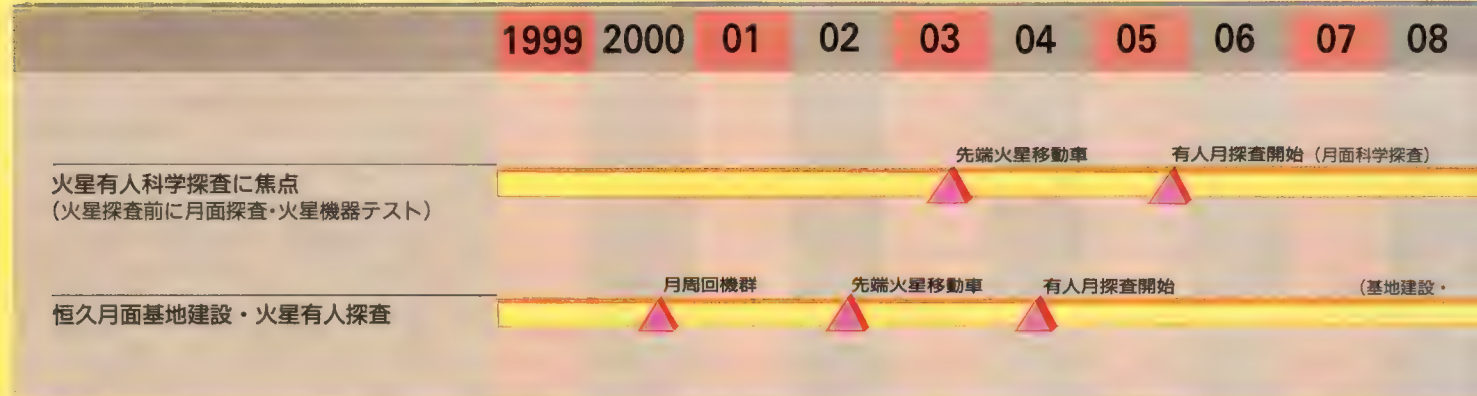 1999 2000 01 02 03 04 05 06 07 08
先端火星移動車 有人月探査開始(月面科学探査)
火星有人科学探査に焦点
(火星探査前に月面探査・火星機器テスト)
月周回機群 先端火星移動車 有人月探査開始 (基地建設・
恒久月面基地建設・火星有人探査